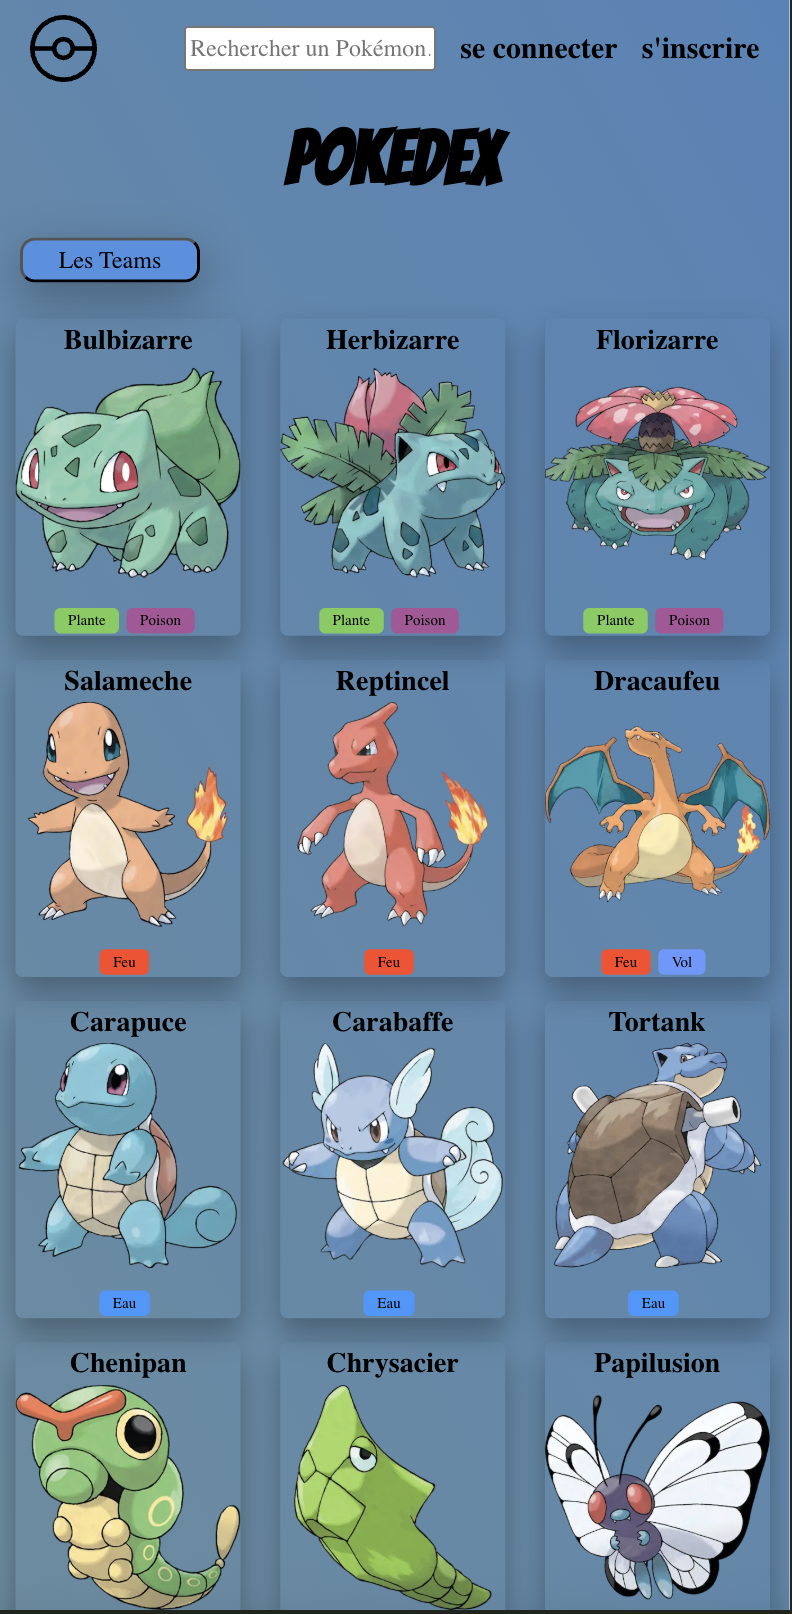 Rechercher un Pokémon. se connecter s'inscrire
POKEDEX
Les Teams
Bulbizarre Herbizarre Florizarre
Plante Poison Plante Poison Plante Poison
Salameche Reptincel Dracaufeu
Feu Feu Feu Vol
Carapuce Carabaffe Tortank
Eau Eau Eau
Chenipan Chrysacier Papilusion